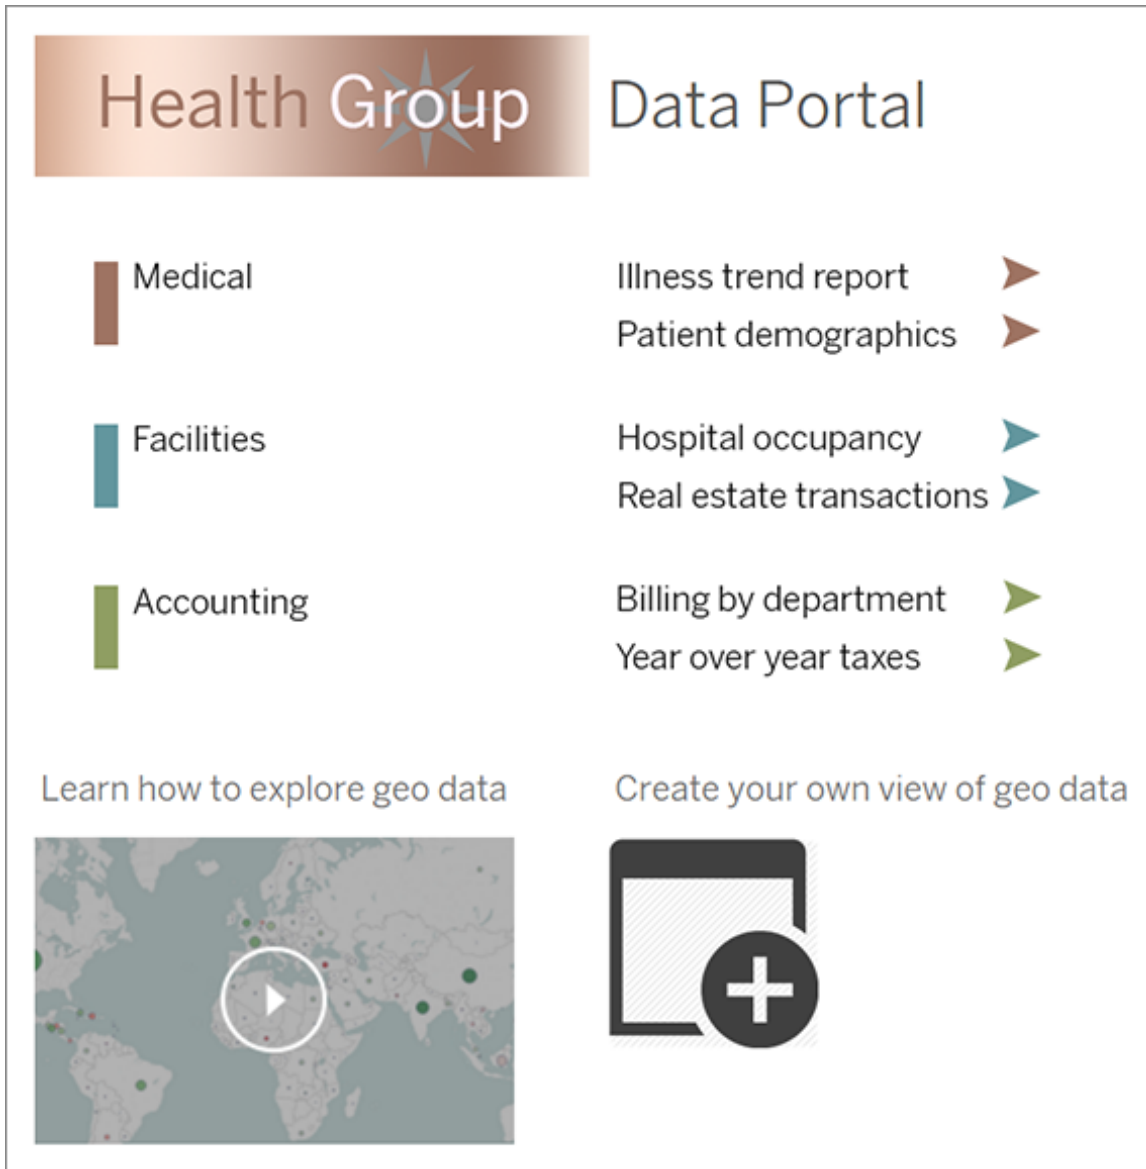 Health Group Data Portal
Medical
Illness trend report
Patient demographics
Facilities
Hospital occupancy
Real estate transactions
Accounting
Billing by department
Year over year taxes
Learn how to explore geo data
Create your own view of geo data